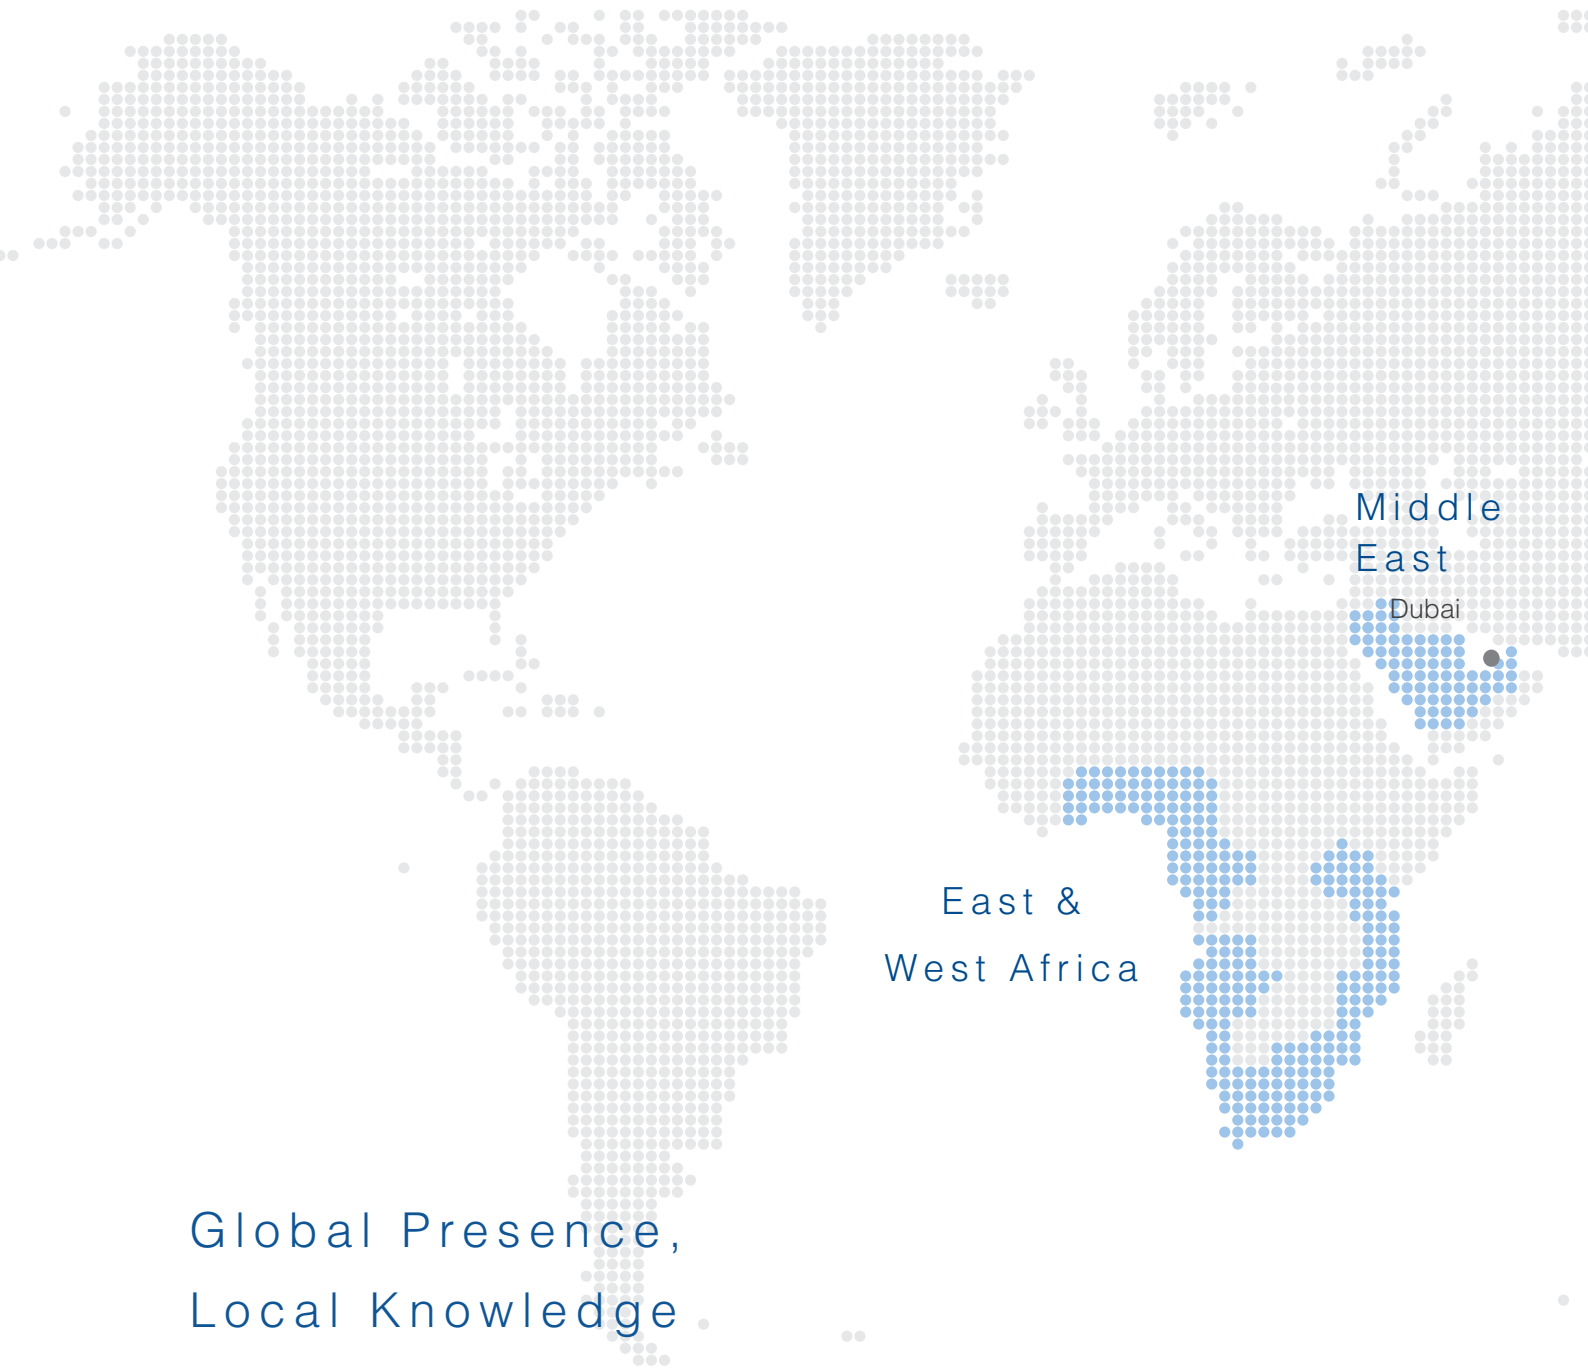 Middle
East
Dubai
East &
West Africa
Global Presence,
Local Knowledge